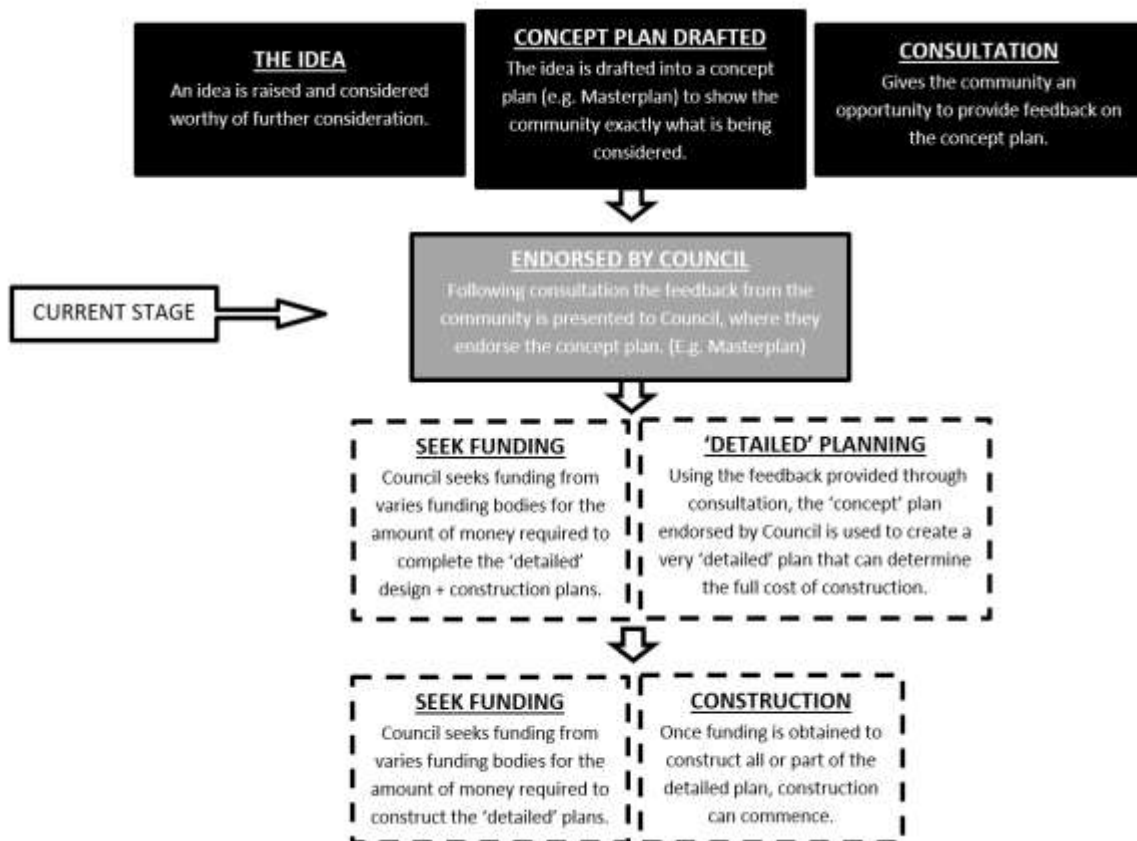 THE IDEA
An idea is raised and considered
worthy of further consideration.
CONCEPT PLAN DRAFTED
The idea is drafted into a concept
plan (e.g. Masterplan) to show the
community exactly what is being
considered.
CONSULTATION
Gives the community an
opportunity to provide feedback on
the concept plan.
CURRENT STAGE
ENDORSED BY COUNCIL
Following consultation the feedback from the
community is presented to Council, where they
endorse the concept plan. (E.g. Masterplan)
SEEK FUNDING
Council seeks funding from
varies funding bodies for the
amount of money required to
complete the ‘detailed’
design + construction plans.
‘DETAILED’ PLANNING
Using the feedback provided through
consultation, the ‘concept’ plan
endorsed by Council is used to create a
very ‘detailed’ plan that can determine
the full cost of construction.
SEEK FUNDING
Council seeks funding from
varies funding bodies for the
amount of money required to
construct the ‘detailed’ plans.
CONSTRUCTION
Once funding is obtained to
construct all or part of the
detailed plan, construction
can commence.